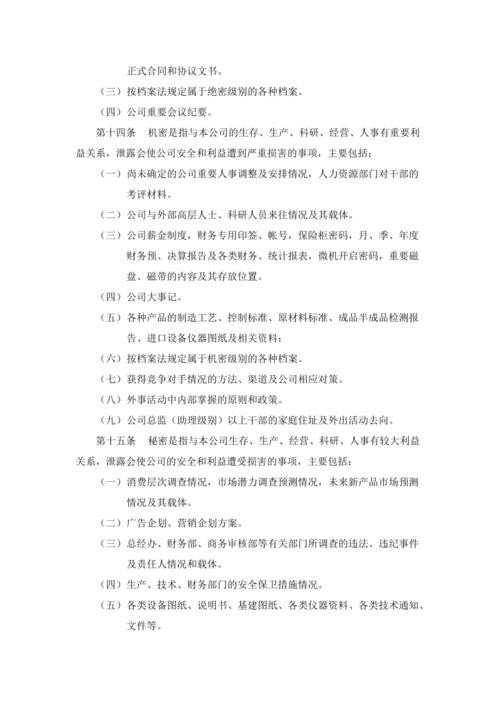 正式合同和协议文书。
（三）按档案法规定属于绝密级别的各种档案。
（四）公司重要会议纪要。
第十四条　机密是指与本公司的生存、生产、科研、经营、人事有重要利
益关系，泄露会使公司安全和利益遭到严重损害的事项，主要包括：
（一）尚未确定的公司重要人事调整及安排情况，人力资源部门对干部的
考评材料。
（二）公司与外部高层人士、科研人员来往情况及其载体。
（三）公司薪金制度，财务专用印签、帐号，保险柜密码，月、季、年度
财务预、决算报告及各类财务、统计报表，微机开启密码，重要磁
盘、磁带的内容及其存放位置。
（四）公司大事记。
（五）各种产品的制造工艺、控制标准、原材料标准、成品半成品检测报
告、进口设备仪器图纸及相关资料；
（六）按档案法规定属于机密级别的各种档案。
（七）获得竞争对手情况的方法、渠道及公司相应对策。
（八）外事活动中内部掌握的原则和政策。
（九）公司总监（助理级别）以上干部的家庭住址及外出活动去向。
第十五条　秘密是指与本公司生存、生产、经营、科研、人事有较大利益
关系，泄露会使公司的安全和利益遭受损害的事项，主要包括：
（一）消费层次调查情况，市场潜力调查预测情况，未来新产品市场预测
情况及其载体。
（二）广告企划、营销企划方案。
（三）总经办、财务部、商务审核部等有关部门所调查的违法、违纪事件
及责任人情况和载体。
（四）生产、技术、财务部门的安全保卫措施情况。
（五）各类设备图纸、说明书、基建图纸、各类仪器资料、各类技术通知、
文件等。